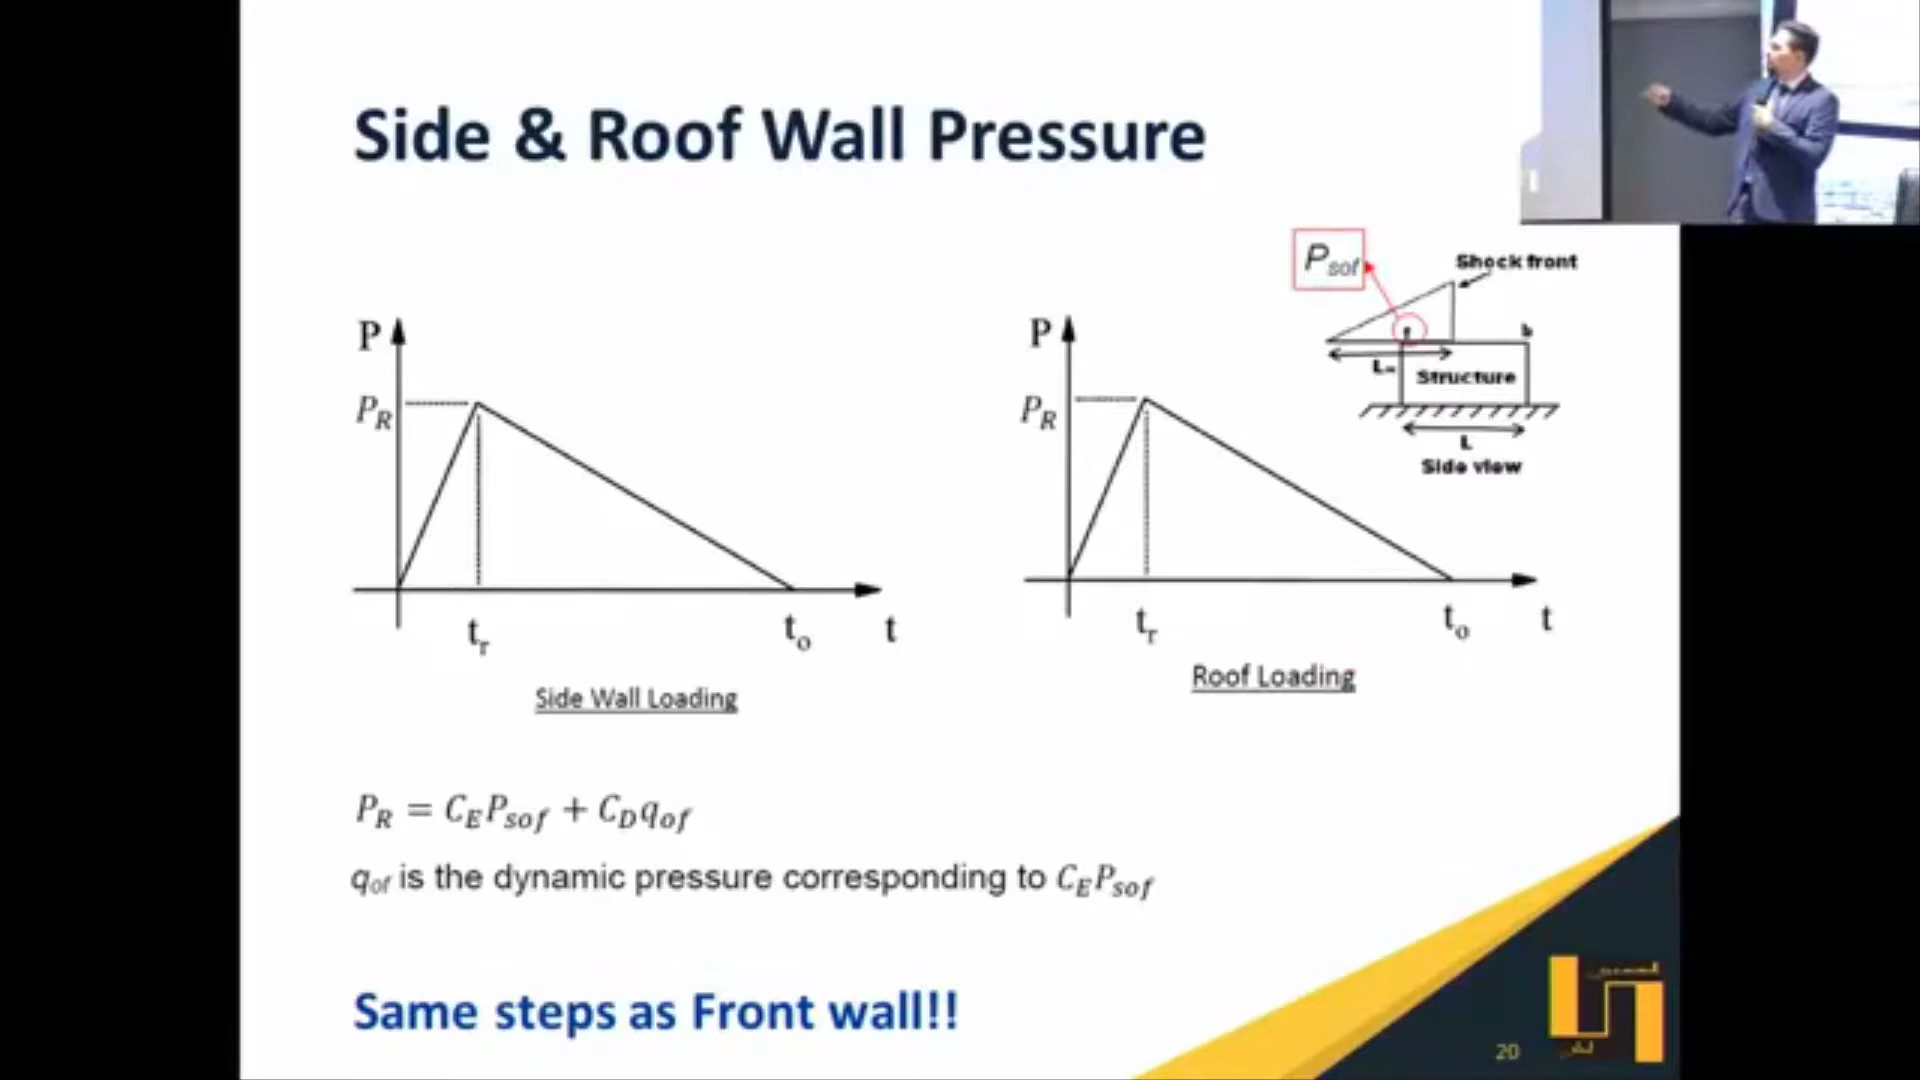 Side & Roof Wall Pressure
P_sof
Shock front
f
b
L_w
Structure
L
Side view
P
P_R
t_r
t_o
t
Side Wall Loading
P
P_R
t_r
t_o
t
Roof Loading
P_R = C_E P_sof + C_D q_of
q_of is the dynamic pressure corresponding to C_E P_sof
Same steps as Front wall!!
20